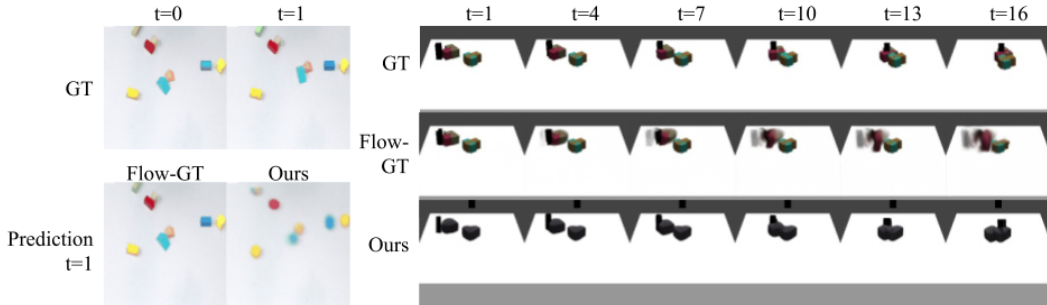 t=0 t=1
GT
Flow-GT Ours
Prediction
t=1
t=1 t=4 t=7 t=10 t=13 t=16
GT
Flow-
GT
Ours